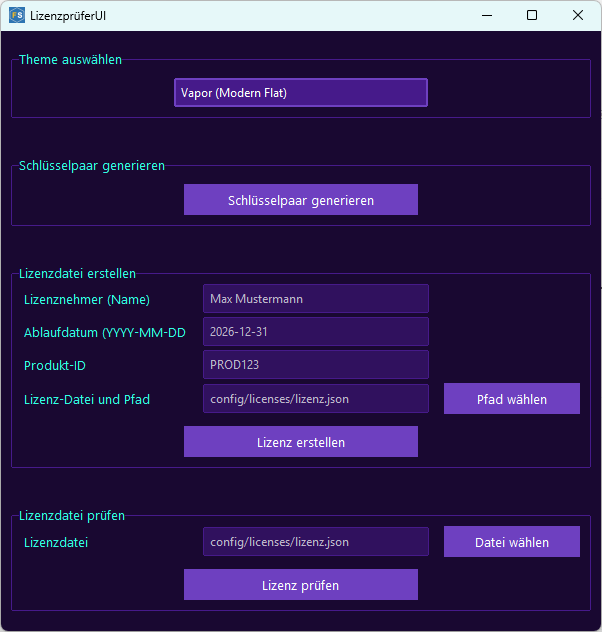 FS LizenzprüferUI
Theme auswählen
Vapor (Modern Flat)
Schlüsselpaar generieren
Schlüsselpaar generieren
Lizenzdatei erstellen
Lizenznehmer (Name) Max Mustermann
Ablaufdatum (YYYY-MM-DD 2026-12-31
Produkt-ID PROD123
Lizenz-Datei und Pfad config/licenses/lizenz.json Pfad wählen
Lizenz erstellen
Lizenzdatei prüfen
Lizenzdatei config/licenses/lizenz.json Datei wählen
Lizenz prüfen